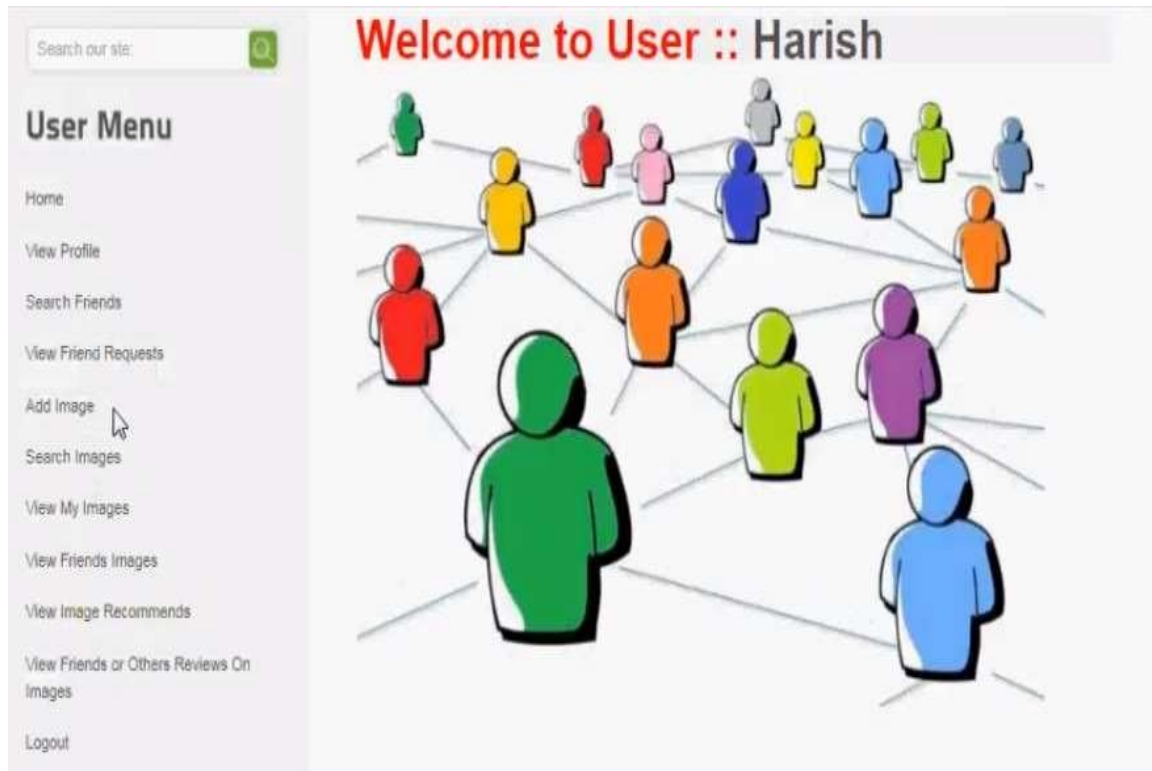 Search our ste:
Welcome to User :: Harish
User Menu
Home
View Profile
Search Friends
View Friend Requests
Add Image
Search Images
View My Images
View Friends Images
View Image Recommends
View Friends or Others Reviews On
Images
Logout